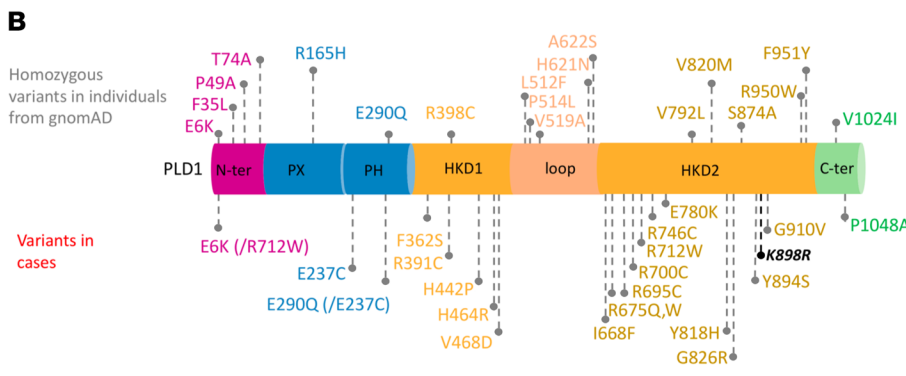 B
Homozygous
variants in individuals
from gnomAD
T74A
P49A
F35L
E6K
R165H
E290Q
R398C
A622S
H621N
L512F
P514L
V519A
V820M
V792L
F951Y
R950W
S874A
V1024I
PLD1
N-ter
PX
PH
HKD1
loop
HKD2
C-ter
Variants in
cases
E6K (/R712W)
E237C
E290Q (/E237C)
F362S
R391C
H442P
H464R
V468D
E780K
R746C
R712W
R700C
R695C
R675Q,W
I668F
Y818H
G826R
G910V
K898R
Y894S
P1048A